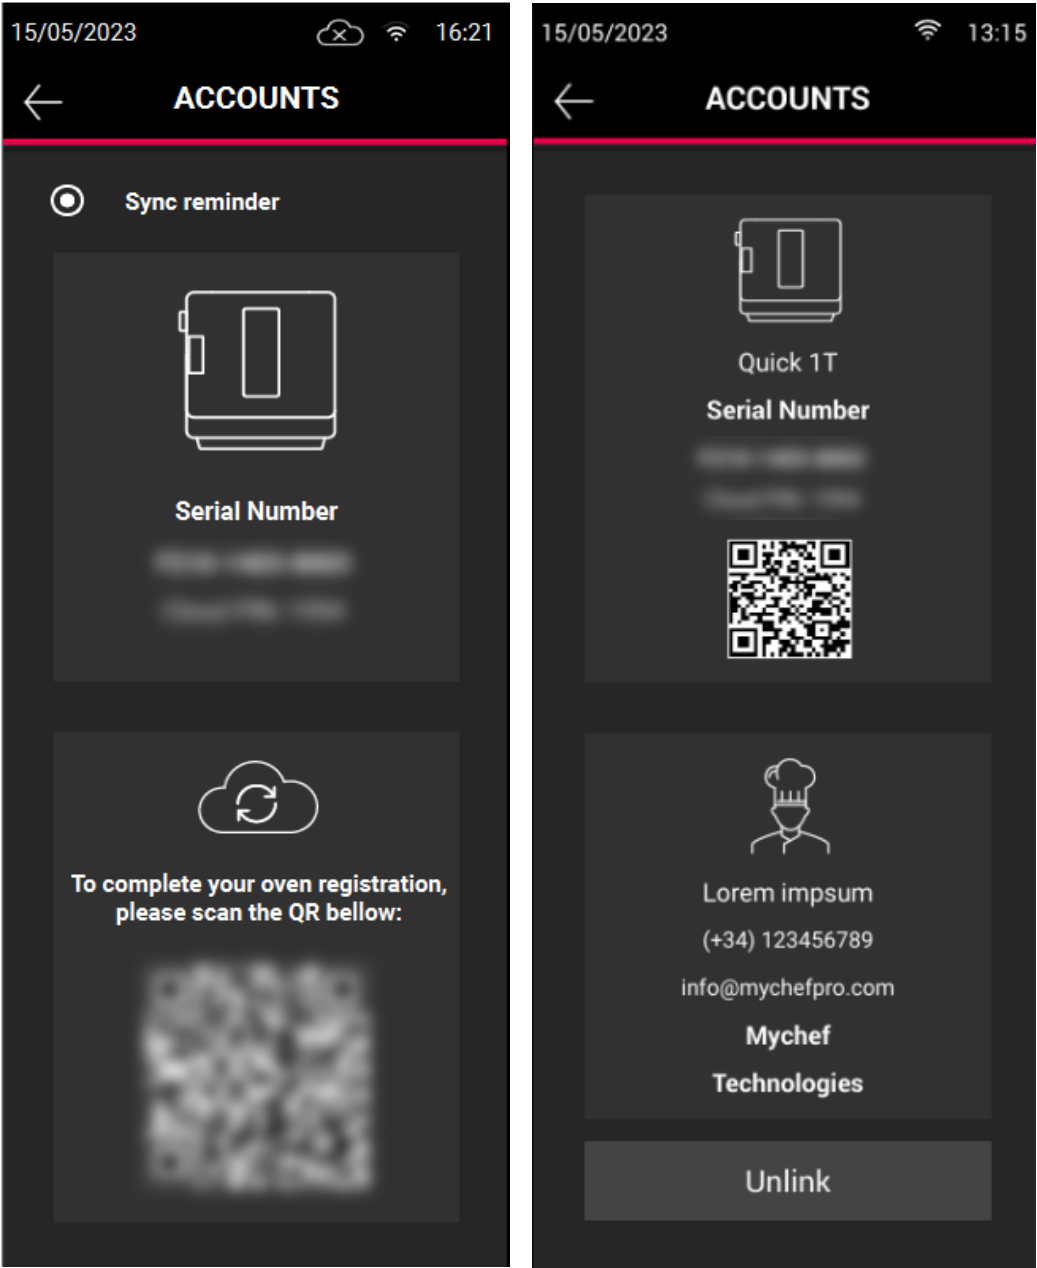 15/05/2023 16:21
ACCOUNTS
Sync reminder
Serial Number
To complete your oven registration,
please scan the QR bellow:
15/05/2023 13:15
ACCOUNTS
Quick 1T
Serial Number
Lorem impsum
(+34) 123456789
info@mychefpro.com
Mychef
Technologies
Unlink